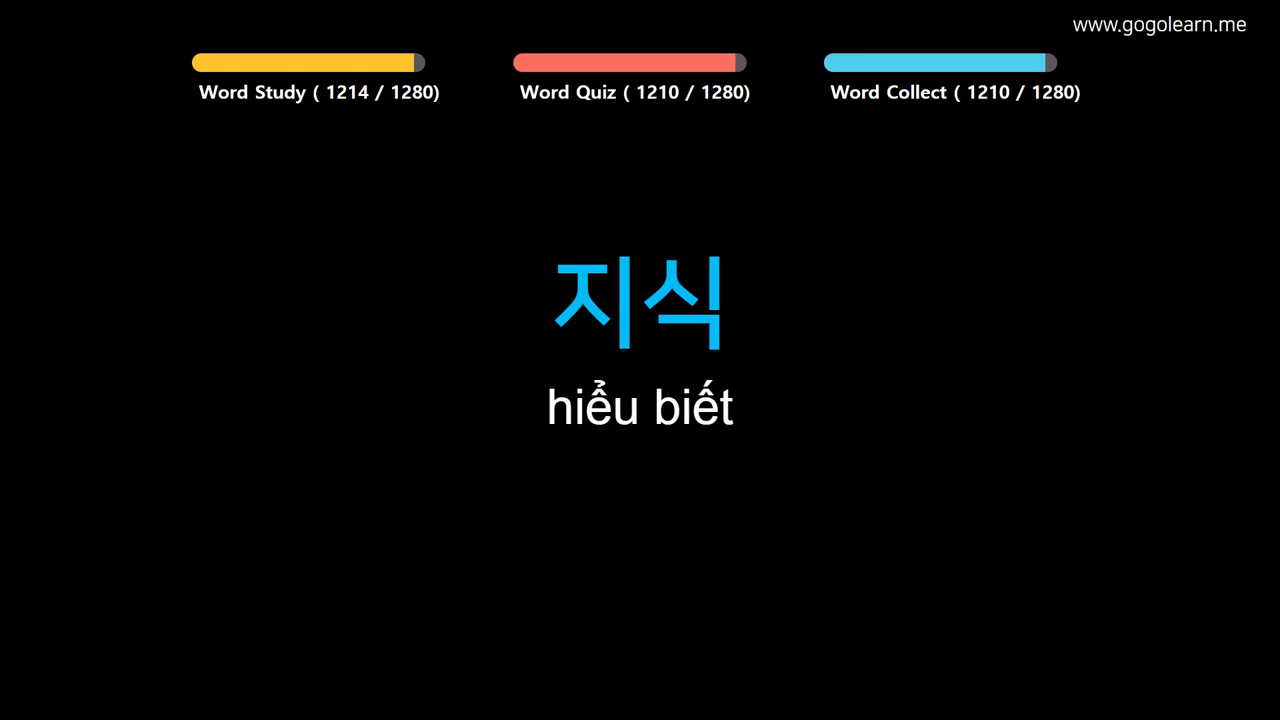 www.gogolearn.me
Word Study ( 1214 / 1280)
Word Quiz ( 1210 / 1280)
Word Collect ( 1210 / 1280)
지식
hiểu biết